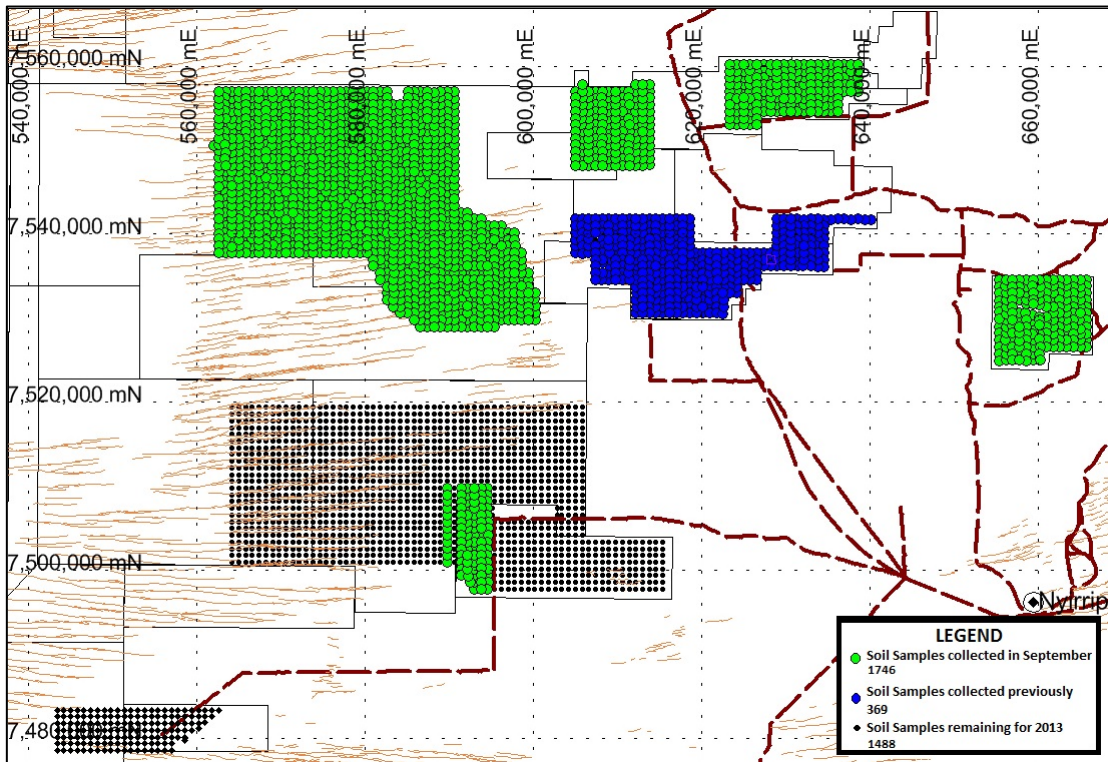 540,000 mE
560,000 mE
580,000 mE
600,000 mE
620,000 mE
640,000 mE
660,000 mE
7,560,000 mN
7,540,000 mN
7,520,000 mN
7,500,000 mN
7,480,000 mN
Nyrrip
LEGEND
Soil Samples collected in September
1746
Soil Samples collected previously
369
Soil Samples remaining for 2013
1488